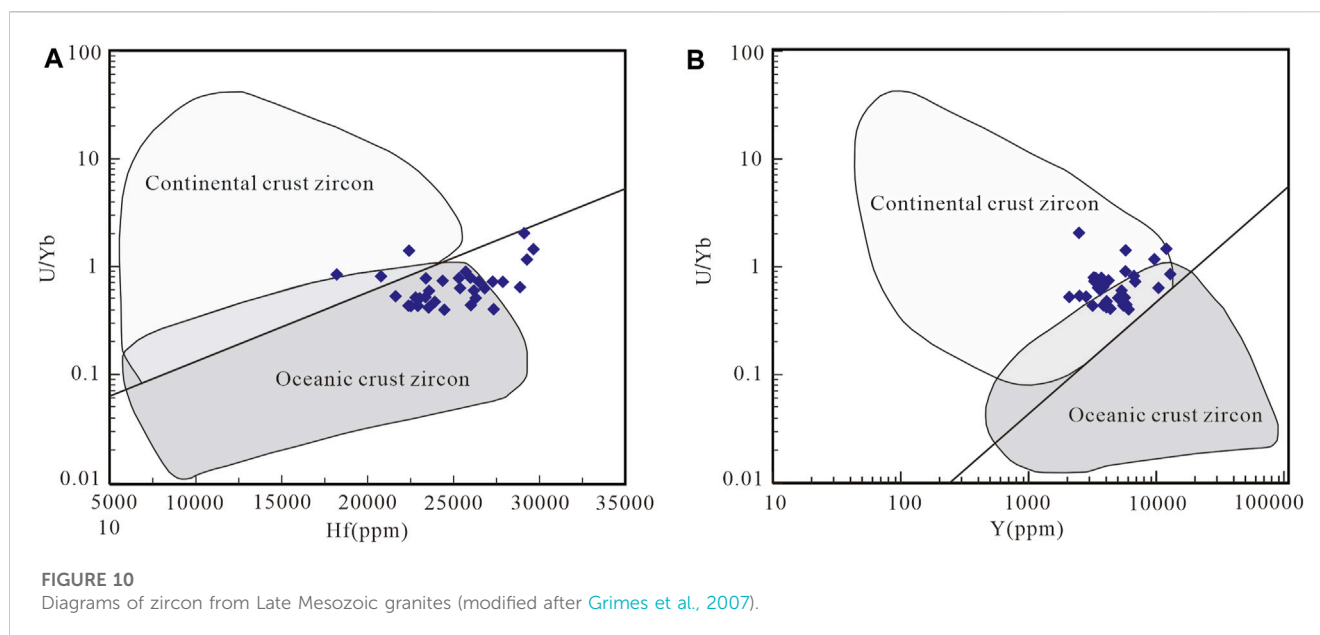 A
100
10
1
0.1
0.01
U/Yb
Continental crust zircon
Oceanic crust zircon
5000 10000 15000 20000 25000 30000 35000
10
Hf(ppm)
B
100
10
1
0.1
0.01
U/Yb
Continental crust zircon
Oceanic crust zircon
10 100 1000 10000 100000
Y(ppm)
FIGURE 10
Diagrams of zircon from Late Mesozoic granites (modified after Grimes et al., 2007).